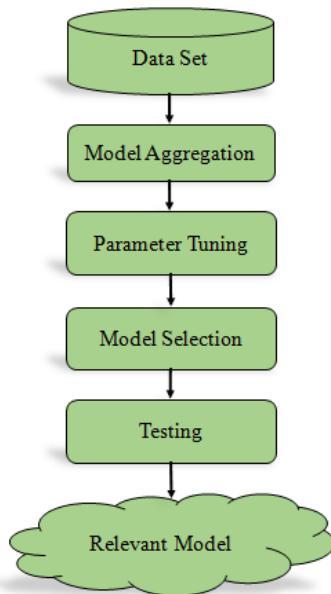 Data Set
Model Aggregation
Parameter Tuning
Model Selection
Testing
Relevant Model